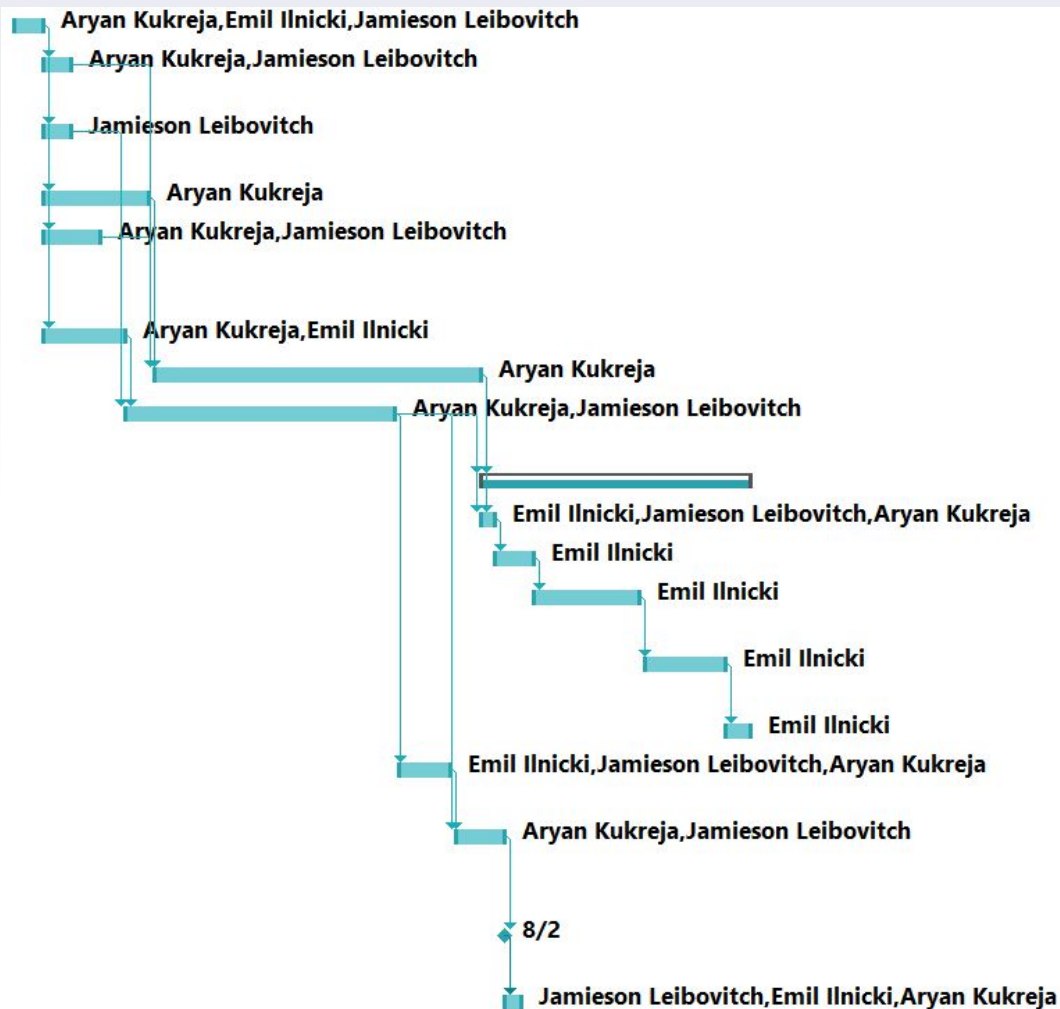 Aryan Kukreja,Emil Ilnicki,Jamieson Leibovitch
Aryan Kukreja,Jamieson Leibovitch
Jamieson Leibovitch
Aryan Kukreja
Aryan Kukreja,Jamieson Leibovitch
Aryan Kukreja,Emil Ilnicki
Aryan Kukreja
Aryan Kukreja,Jamieson Leibovitch
Emil Ilnicki,Jamieson Leibovitch,Aryan Kukreja
Emil Ilnicki
Emil Ilnicki
Emil Ilnicki
Emil Ilnicki
Emil Ilnicki,Jamieson Leibovitch,Aryan Kukreja
Aryan Kukreja,Jamieson Leibovitch
8/2
Jamieson Leibovitch,Emil Ilnicki,Aryan Kukreja